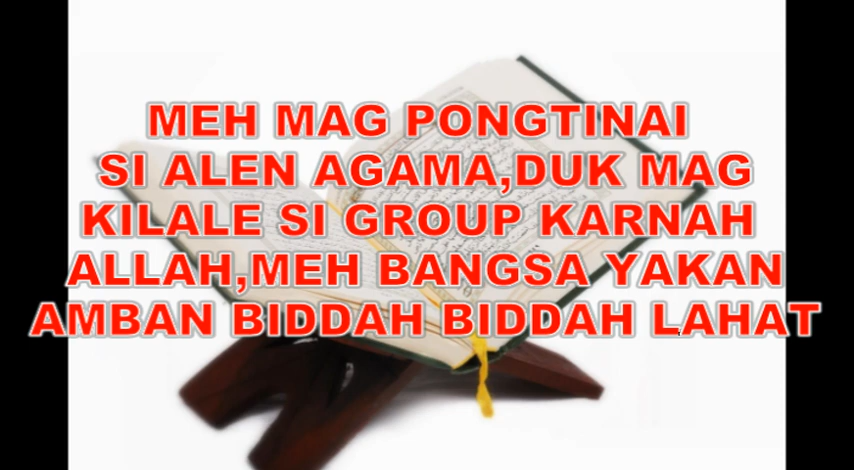 MEH MAG PONGTINAI
SI ALEN AGAMA,DUK MAG
KILALE SI GROUP KARNAH
ALLAH,MEH BANGSA YAKAN
AMBAN BIDDAH BIDDAH LAHAT